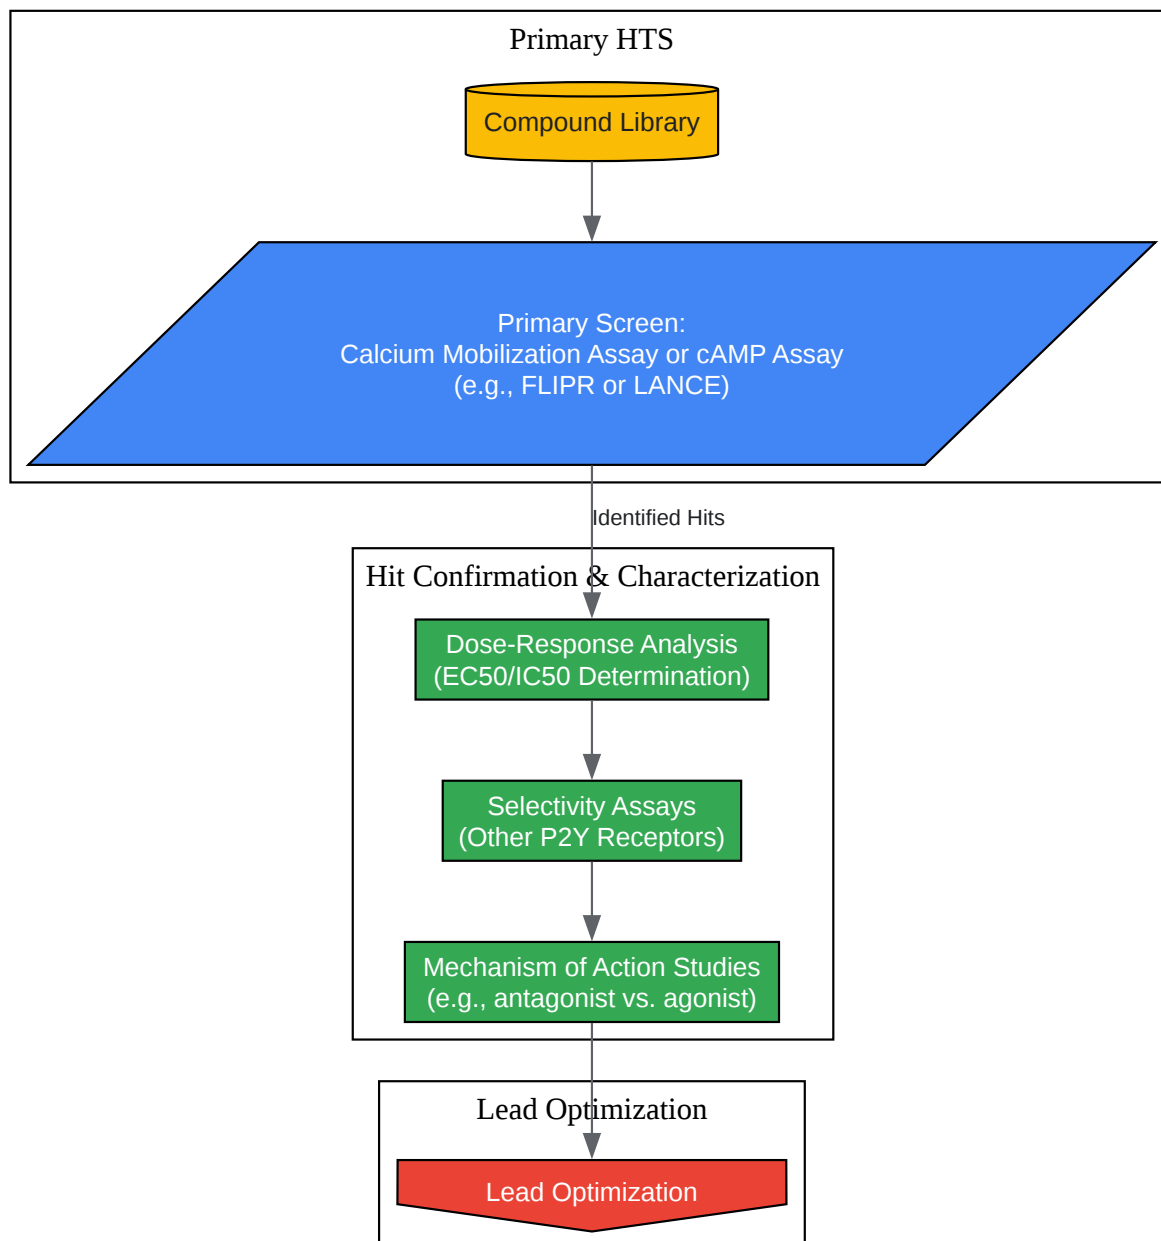 Primary HTS
Compound Library
Primary Screen:
Calcium Mobilization Assay or cAMP Assay
(e.g., FLIPR or LANCE)
Identified Hits
Hit Confirmation & Characterization
Dose-Response Analysis
(EC50/IC50 Determination)
Selectivity Assays
(Other P2Y Receptors)
Mechanism of Action Studies
(e.g., antagonist vs. agonist)
Lead Optimization
Lead Optimization